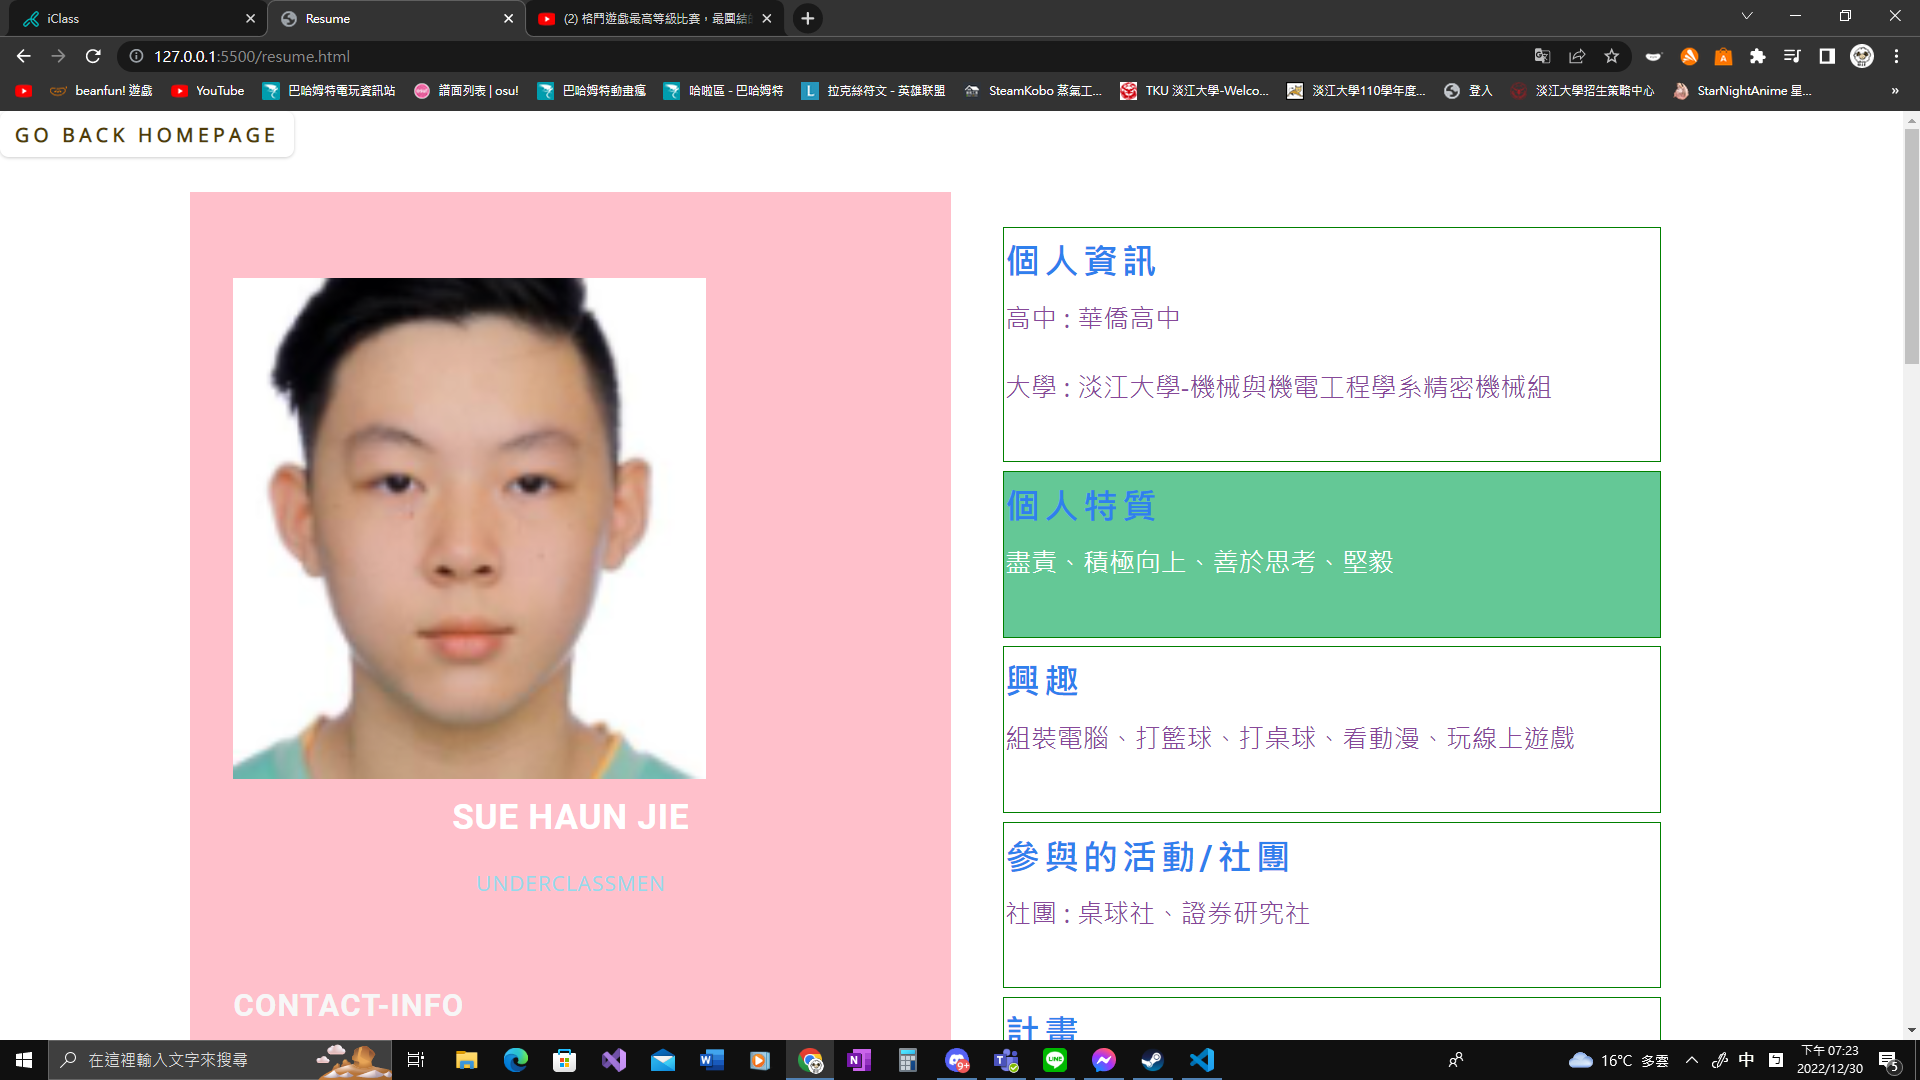 iClass
Resume
(2) 格鬥遊戲最高等級比賽，最團結的
127.0.0.1:5500/resume.html
beanfun! 遊戲
YouTube
巴哈姆特電玩資訊站
譜面列表 | osu!
巴哈姆特動畫瘋
哈啦區 - 巴哈姆特
拉克絲符文 - 英雄联盟
SteamKobo 蒸氣工...
TKU 淡江大學-Welco...
淡江大學110學年度...
登入
淡江大學招生策略中心
StarNightAnime 星...
»
GO BACK HOMEPAGE
SUE HAUN JIE
UNDERCLASSMEN
CONTACT-INFO
個人資訊
高中 : 華僑高中
大學 : 淡江大學-機械與機電工程學系精密機械組
個人特質
盡責、積極向上、善於思考、堅毅
興趣
組裝電腦、打籃球、打桌球、看動漫、玩線上遊戲
參與的活動/社團
社團 : 桌球社、證券研究社
計畫
在這裡輸入文字來搜尋
9+
16°C 多雲
中
下午 07:23
2022/12/30
5